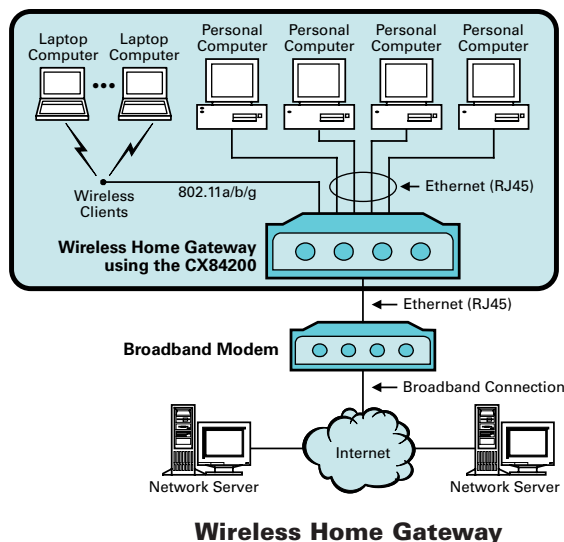 Laptop
Computer
Laptop
Computer
Personal
Computer
Personal
Computer
Personal
Computer
Personal
Computer
Wireless
Clients
802.11a/b/g
Ethernet (RJ45)
Wireless Home Gateway
using the CX84200
Ethernet (RJ45)
Broadband Modem
Broadband Connection
Internet
Network Server
Network Server
Wireless Home Gateway